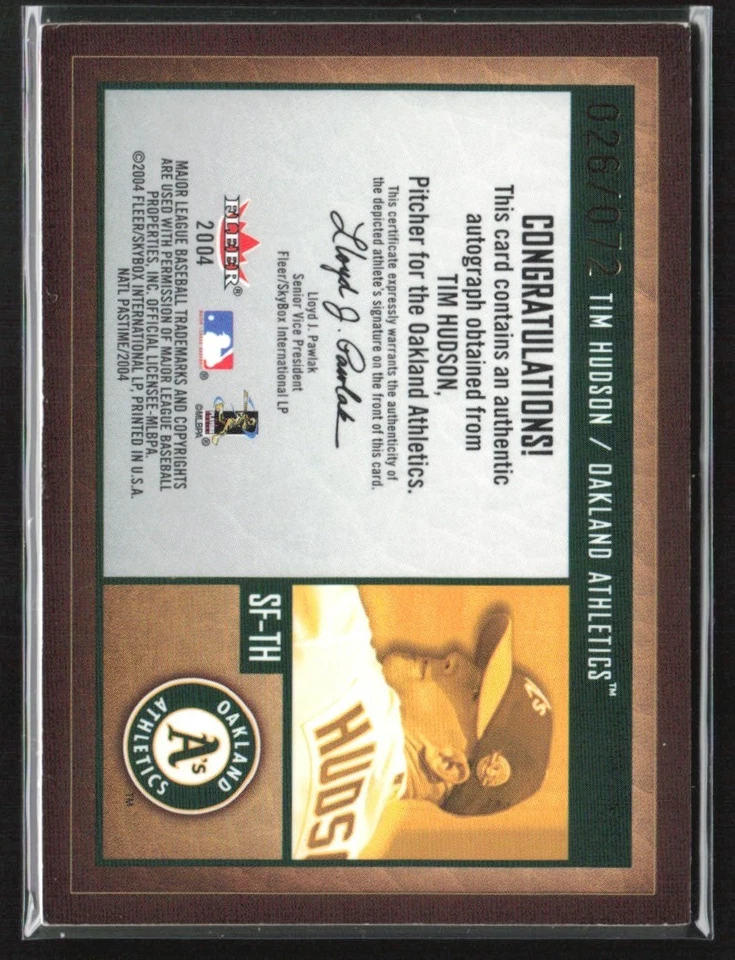 026/072
TIM HUDSON / OAKLAND ATHLETICS™
CONGRATULATIONS!
This card contains an authentic
autograph obtained from
TIM HUDSON,
Pitcher for the Oakland Athletics.
This certificate expressly warrants the authenticity of
the depicted athlete's signature on the front of this card.
Lloyd J. Pawlak
Lloyd J. Pawlak
Senior Vice President
Fleer/SkyBox International LP
FLEER®
2004
®
©MLBPA ®
MAJOR LEAGUE BASEBALL TRADEMARKS AND COPYRIGHTS
ARE USED WITH PERMISSION OF MAJOR LEAGUE BASEBALL
PROPERTIES, INC. OFFICIAL LICENSEE-MLBPA.
©2004 FLEER/SKYBOX INTERNATIONAL LP, PRINTED IN U.S.A.
NATL PASTIME/2004
HUDS
SF-TH
OAKLAND
A's
ATHLETICS
TM